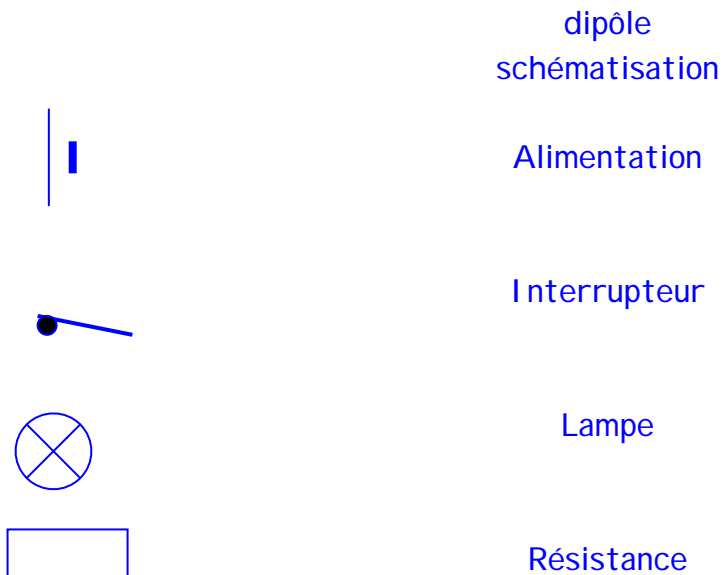 dipôle
schématisation
Alimentation
Interrupteur
Lampe
Résistance